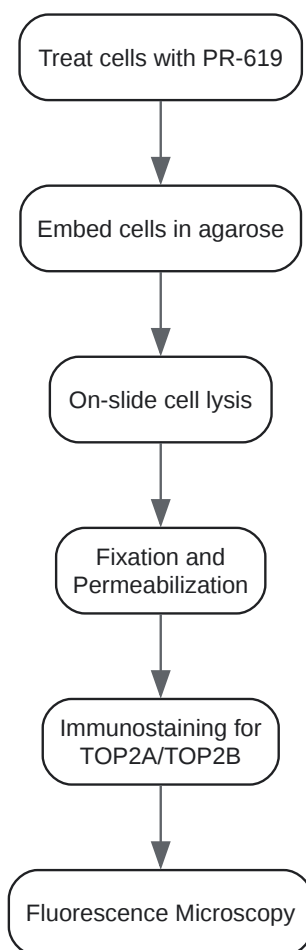 Treat cells with PR-619
Embed cells in agarose
On-slide cell lysis
Fixation and
Permeabilization
Immunostaining for
TOP2A/TOP2B
Fluorescence Microscopy